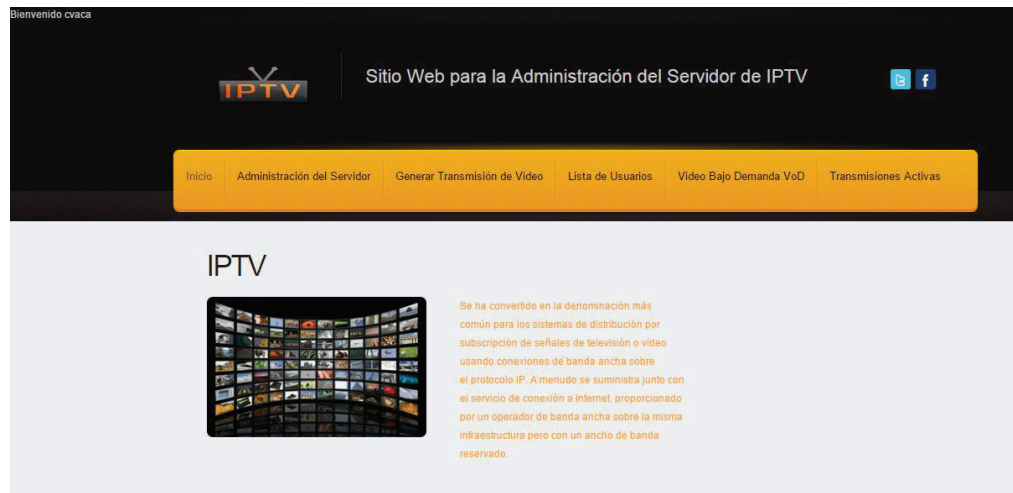 Bienvenido cvaca
IPTV
Sitio Web para la Administración del Servidor de IPTV
Inicio
Administración del Servidor
Generar Transmisión de Video
Lista de Usuarios
Video Bajo Demanda VoD
Transmisiones Activas
IPTV
Se ha convertido en la denominación más
común para los sistemas de distribución por
subscripción de señales de televisión o vídeo
usando conexiones de banda ancha sobre
el protocolo IP. A menudo se suministra junto con
el servicio de conexión a Internet, proporcionado
por un operador de banda ancha sobre la misma
infraestructura pero con un ancho de banda
reservado.